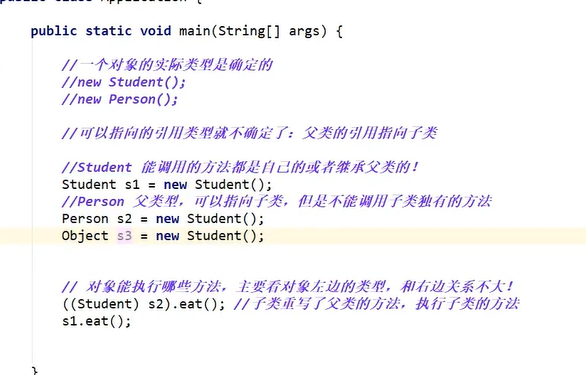 public class Application {
public static void main(String[] args) {
//一个对象的实际类型是确定的
//new Student();
//new Person();
//可以指向的引用类型就不确定了：父类的引用指向子类
//Student 能调用的方法都是自己的或者继承父类的！
Student s1 = new Student();
//Person 父类型，可以指向子类，但是不能调用子类独有的方法
Person s2 = new Student();
Object s3 = new Student();
// 对象能执行哪些方法，主要看对象左边的类型，和右边关系不大！
((Student) s2).eat(); //子类重写了父类的方法，执行子类的方法
s1.eat();
}